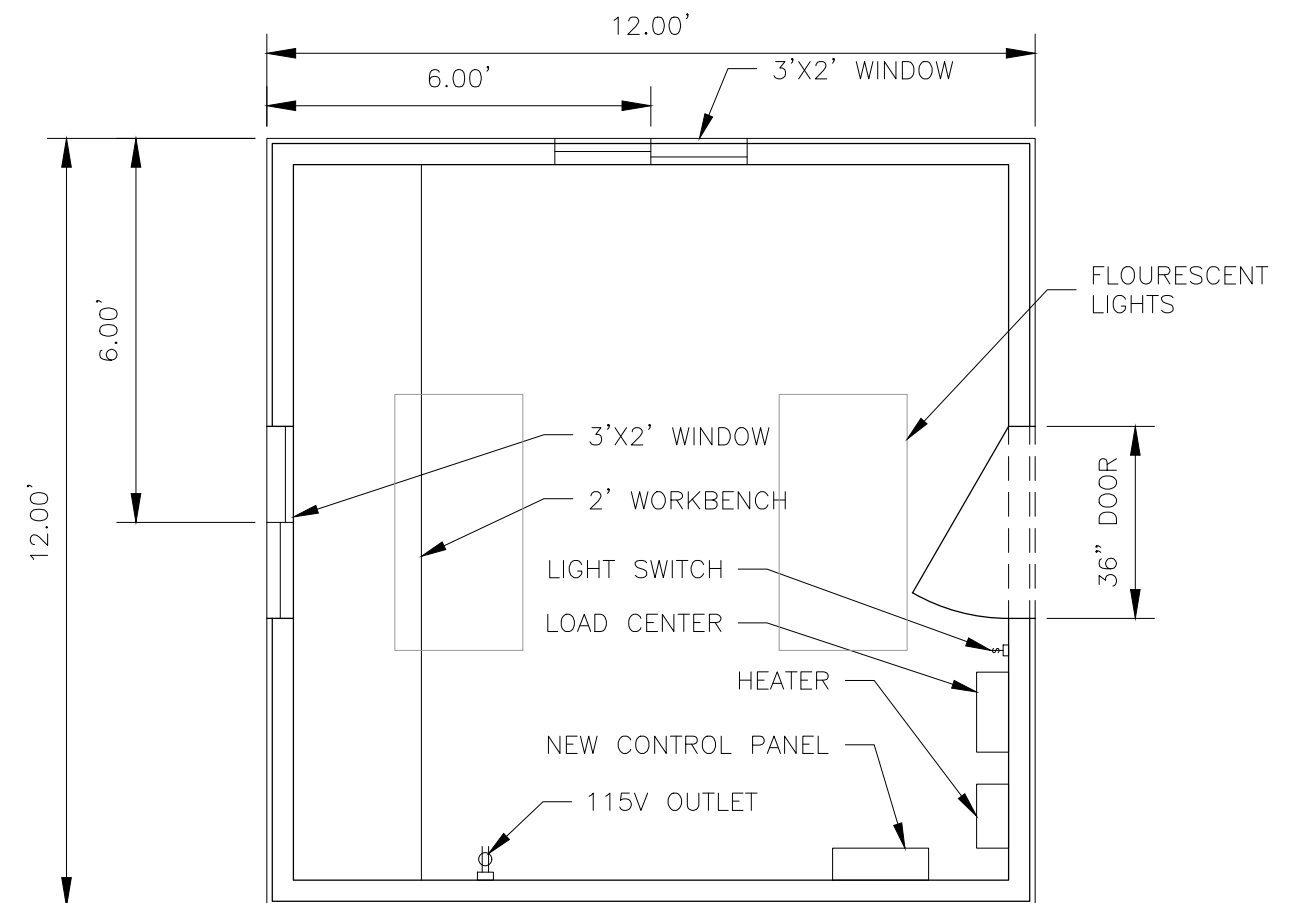 12.00'
3'X2' WINDOW
6.00'
FLOURESCENT
LIGHTS
6.00'
3'X2' WINDOW
2' WORKBENCH
36" DOOR
12.00'
LIGHT SWITCH
LOAD CENTER
S
HEATER
NEW CONTROL PANEL
115V OUTLET